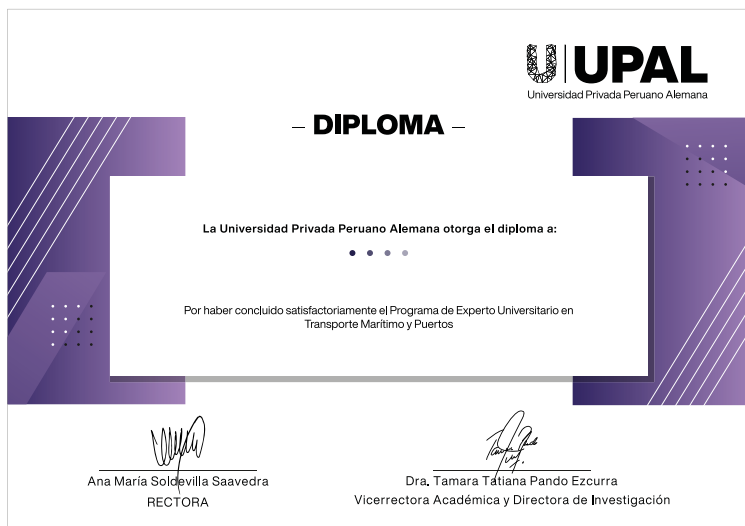 UPAL
Universidad Privada Peruano Alemana
– DIPLOMA –
La Universidad Privada Peruano Alemana otorga el diploma a:
Por haber concluido satisfactoriamente el Programa de Experto Universitario en
Transporte Marítimo y Puertos
Ana María Soldevilla Saavedra
RECTORA
Dra. Tamara Tatiana Pando Ezcurra
Vicerrectora Académica y Directora de Investigación